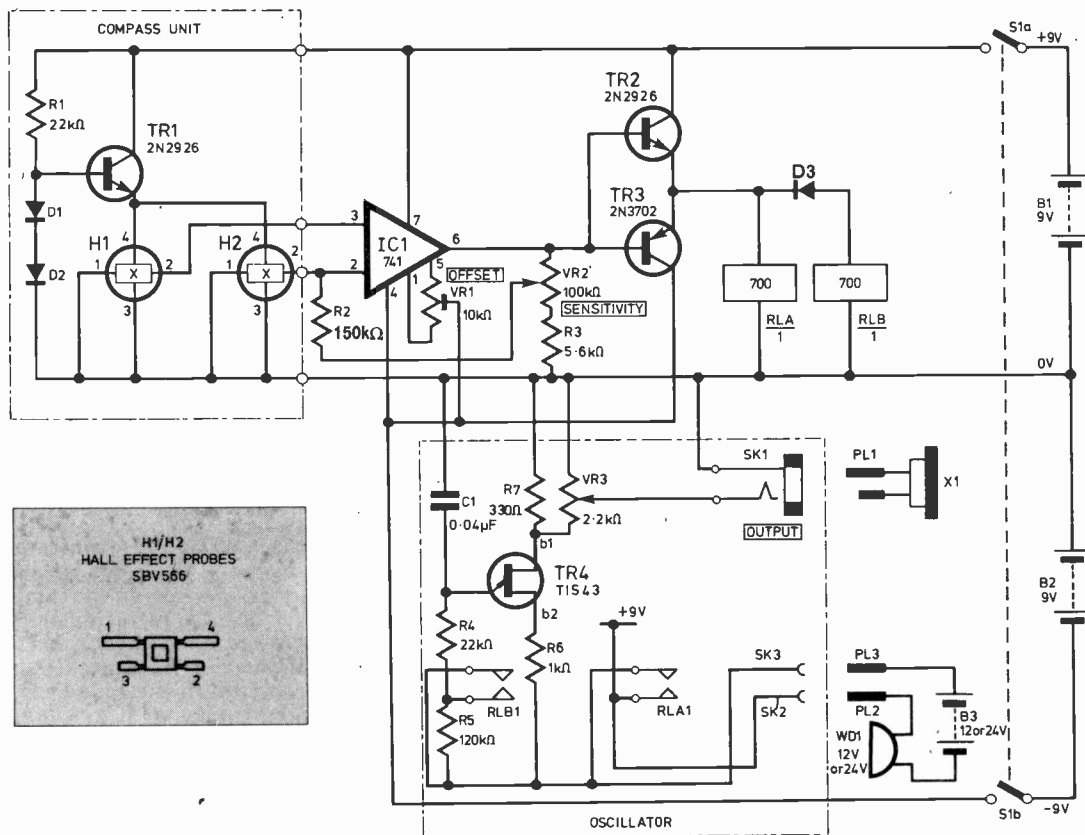 COMPASS UNIT
S1a
+9V
R1
22kΩ
TR1
2N2926
TR2
2N2926
D1
D2
H1
4
1
X
2
3
H2
4
1
X
2
3
3
2
7
IC1
741
6
5
4
1
OFFSET
VR1
10kΩ
R2
150kΩ
VR2
100kΩ
SENSITIVITY
R3
5·6kΩ
TR3
2N3702
D3
700
RLA
1
700
RLB
1
B1
9V
0V
C1
0·04μF
R7
330Ω
VR3
2·2kΩ
SK1
OUTPUT
PL1
X1
b1
TR4
TIS43
b2
R4
22kΩ
R6
1kΩ
+9V
RLB1
RLA1
R5
120kΩ
SK3
SK2
PL3
PL2
WD1
12V
or24V
B3
12or24V
B2
9V
S1b
-9V
OSCILLATOR
H1/H2
HALL EFFECT PROBES
SBV566
1
4
3
2